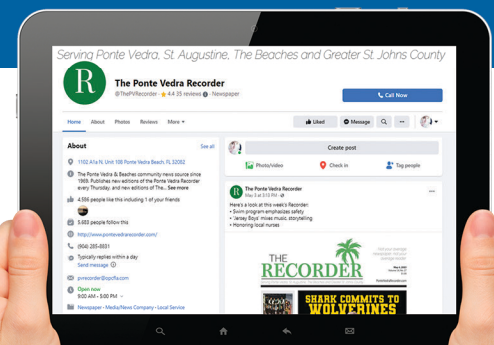 Serving Ponte Vedra, St. Augustine, The Beaches and Greater St. Johns County
R
The Ponte Vedra Recorder
@ThePVRecorder · 4.4 35 reviews · Newspaper
Call Now
Home About Photos Reviews More
Liked Message
About See all
1102 A1a N. Unit 108 Ponte Vedra Beach, FL 32082
The Ponte Vedra & Beaches community news source since
1969. Publishes new editions of the Ponte Vedra Recorder
every Thursday, and new editions of The... See more
people like this including 1 of your friends
people follow this
http://www.pontevedrarecorder.com/
(904) 285-8831
Typically replies within a day
Send message
pvrecorder@opcfla.com
Open now
9:00 AM - 5:00 PM
Newspaper · Media/News Company · Local Service
Create post
Photo/Video Check in Tag people
R
The Ponte Vedra Recorder
May 5 at 5:13 PM
Here's a look at this week's Recorder:
• Swim program emphasizes safety
• 'Jersey Boys' mixes music, storytelling
• Honoring local nurses
THE
RECORDER
SHARK COMMITS TO
WOLVERINES